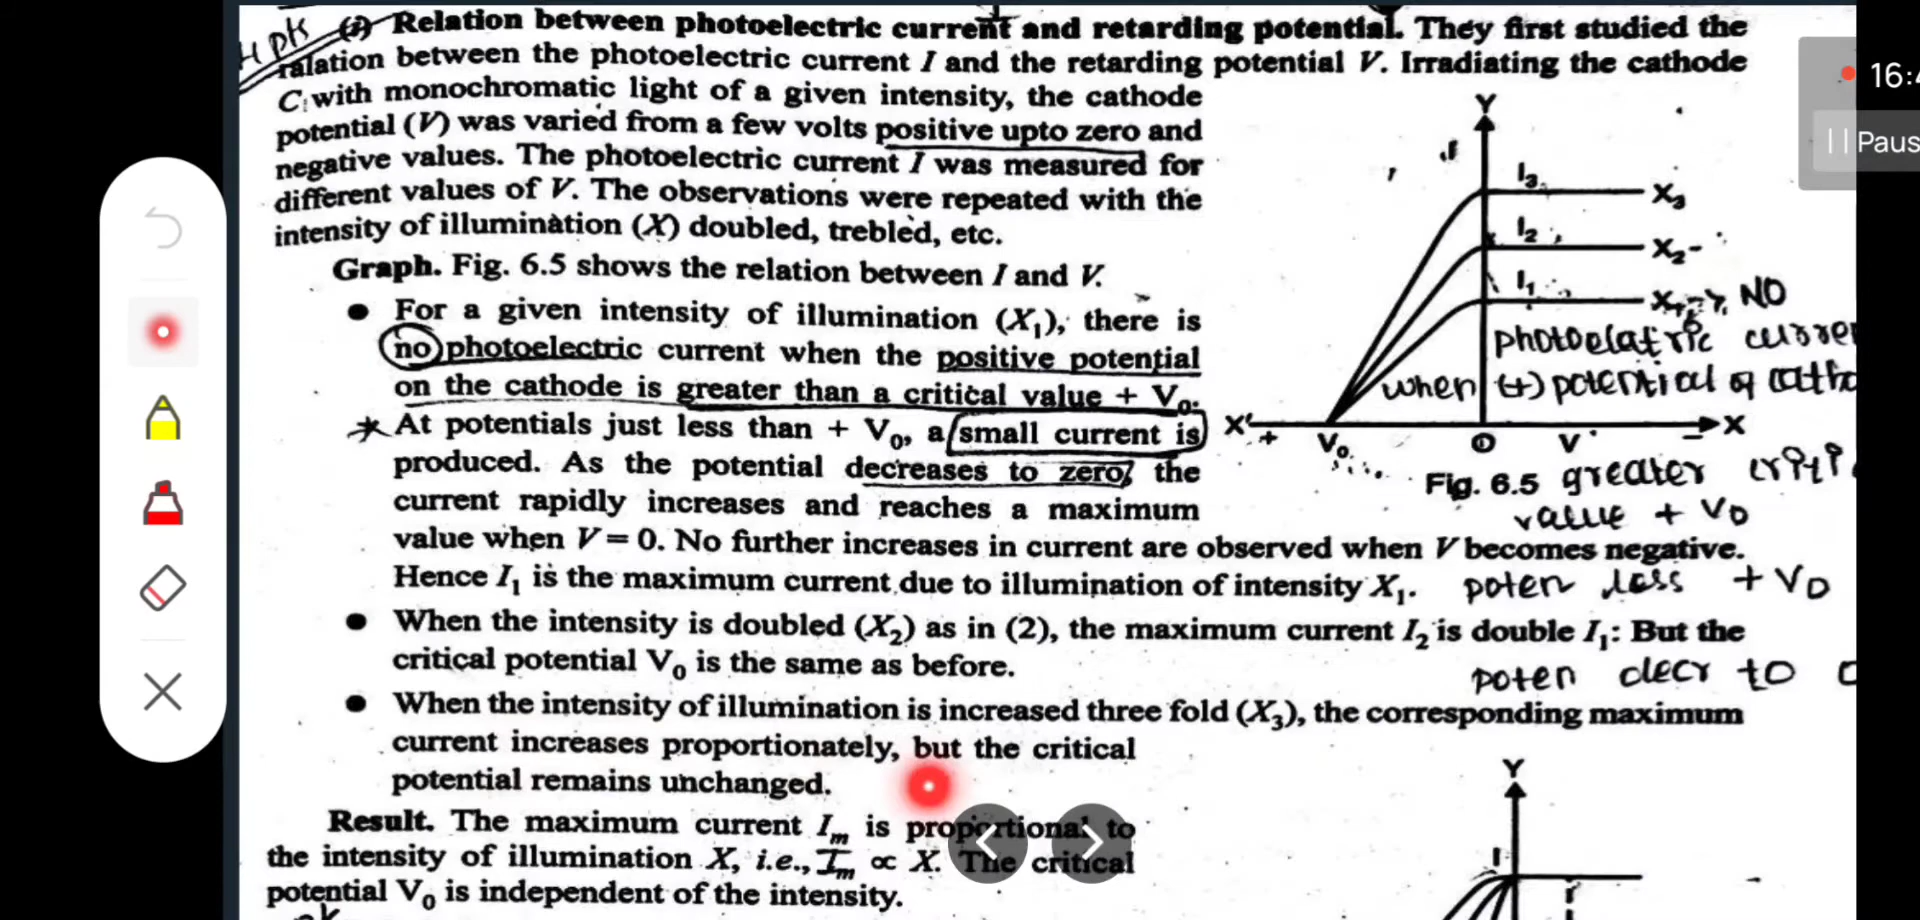 4 pts (i) Relation between photoelectric current and retarding potential. They first studied the
ralation between the photoelectric current I and the retarding potential V. Irradiating the cathode
C with monochromatic light of a given intensity, the cathode
potential (V) was varied from a few volts positive upto zero and
negative values. The photoelectric current I was measured for
different values of V. The observations were repeated with the
intensity of illumination (X) doubled, trebled, etc.
Graph. Fig. 6.5 shows the relation between I and V.
• For a given intensity of illumination (X₁), there is
no photoelectric current when the positive potential
on the cathode is greater than a critical value + V₀.
At potentials just less than + V₀, a small current is
produced. As the potential decreases to zero, the
current rapidly increases and reaches a maximum
value when V = 0. No further increases in current are observed when V becomes negative.
Hence I₁ is the maximum current due to illumination of intensity X₁.
• When the intensity is doubled (X₂) as in (2), the maximum current I₂ is double I₁: But the
critical potential V₀ is the same as before.
• When the intensity of illumination is increased three fold (X₃), the corresponding maximum
current increases proportionately, but the critical
potential remains unchanged.
Result. The maximum current Iₘ is proportional to
the intensity of illumination X, i.e., Iₘ ∝ X. The critical
potential V₀ is independent of the intensity.
Y
I
I₃ X₃
I₂ X₂
I₁ X₁ NO
photoelatric curren
when (+) potential of catho
X' + V₀ O V − X
Fig. 6.5 greater criti
value + V0
poten less + V0
poten decr to 0
Y
I
16:4
Paus